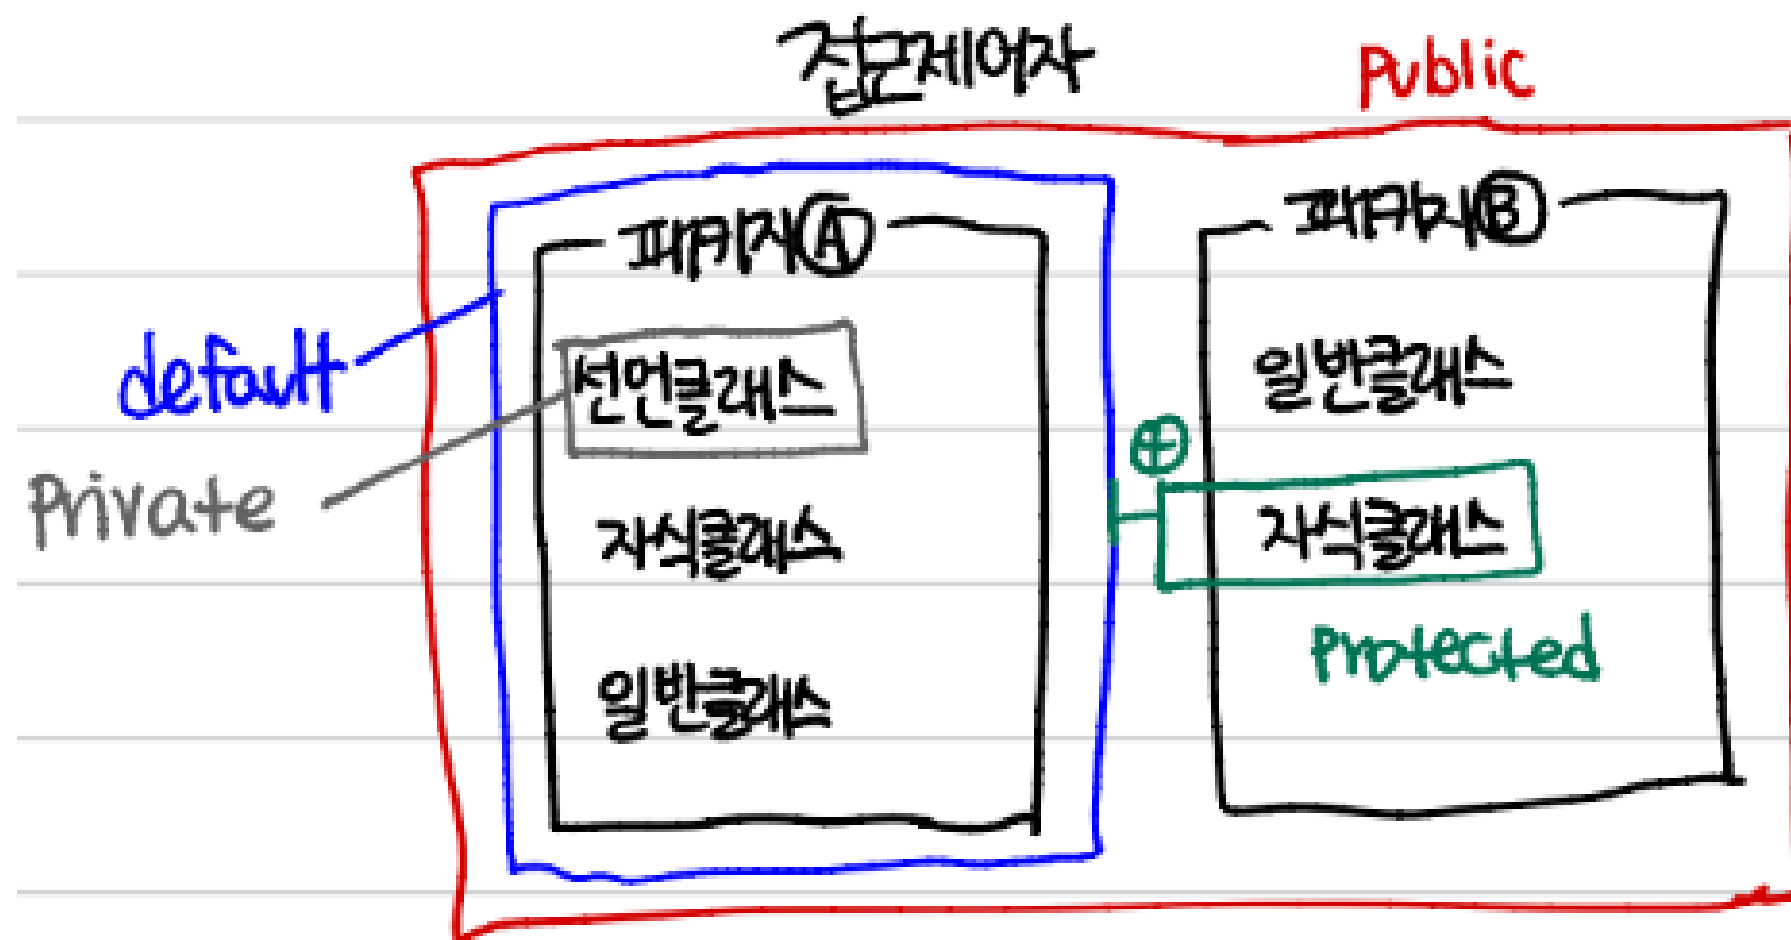 접근제어자
Public
패키지Ⓐ
패키지Ⓑ
default
선언클래스
일반클래스
Private
자식클래스
⊕
자식클래스
Protected
일반클래스